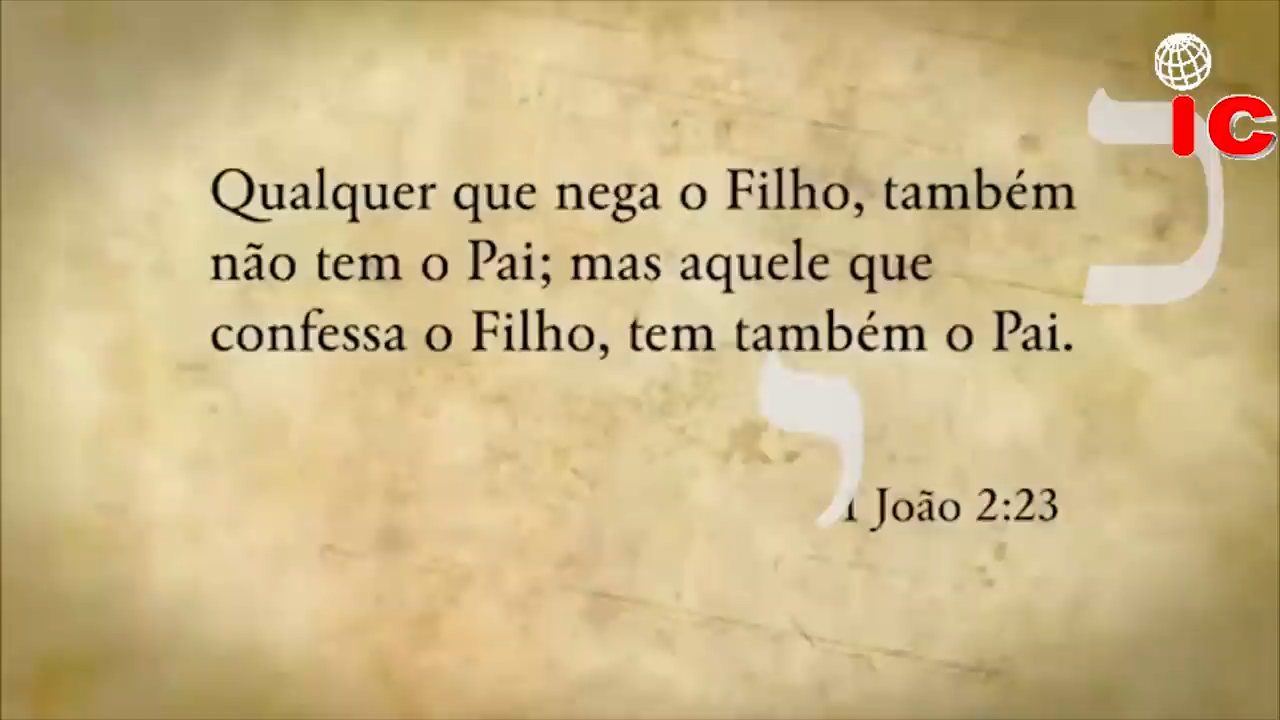 IC
Qualquer que nega o Filho, também
não tem o Pai; mas aquele que
confessa o Filho, tem também o Pai.
1 João 2:23
כ
י